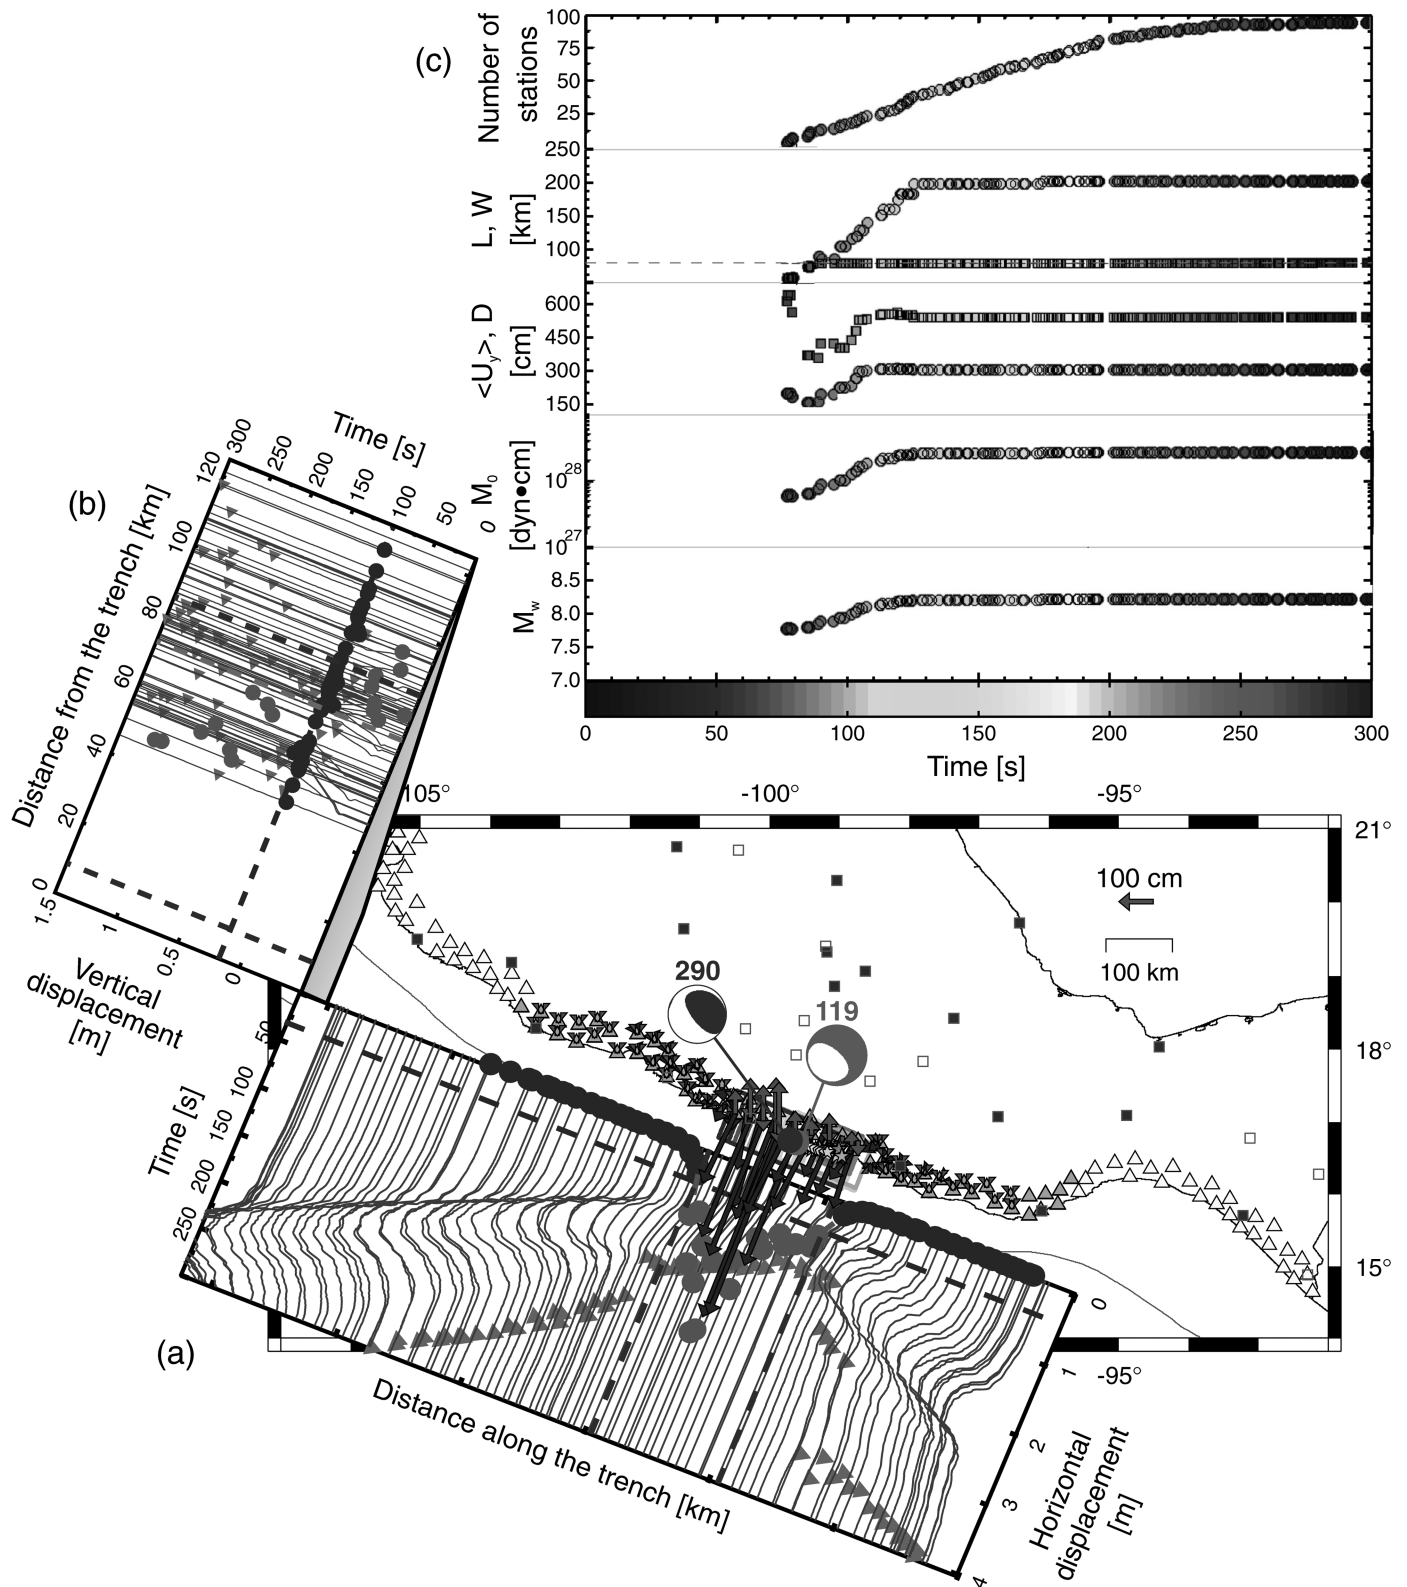 (c)
Number of
stations
100
75
50
25
250
L, W
[km]
200
150
100
<Uy>, D
[cm]
600
450
300
150
M0
[dyn•cm]
10^28
10^27
Mw
8.5
8.0
7.5
7.0
0 50 100 150 200 250 300
Time [s]
(b)
Time [s]
300 250 200 150 100 50 0
Distance from the trench [km]
120
100
80
60
40
20
0
1.5 1 0.5 0
Vertical
displacement
[m]
105° -100° -95°
21°
18°
15°
100 cm
100 km
290
119
(a)
Time [s]
50
100
150
200
250
Distance along the trench [km]
0
1
2
3
4
-95°
Horizontal
displacement
[m]